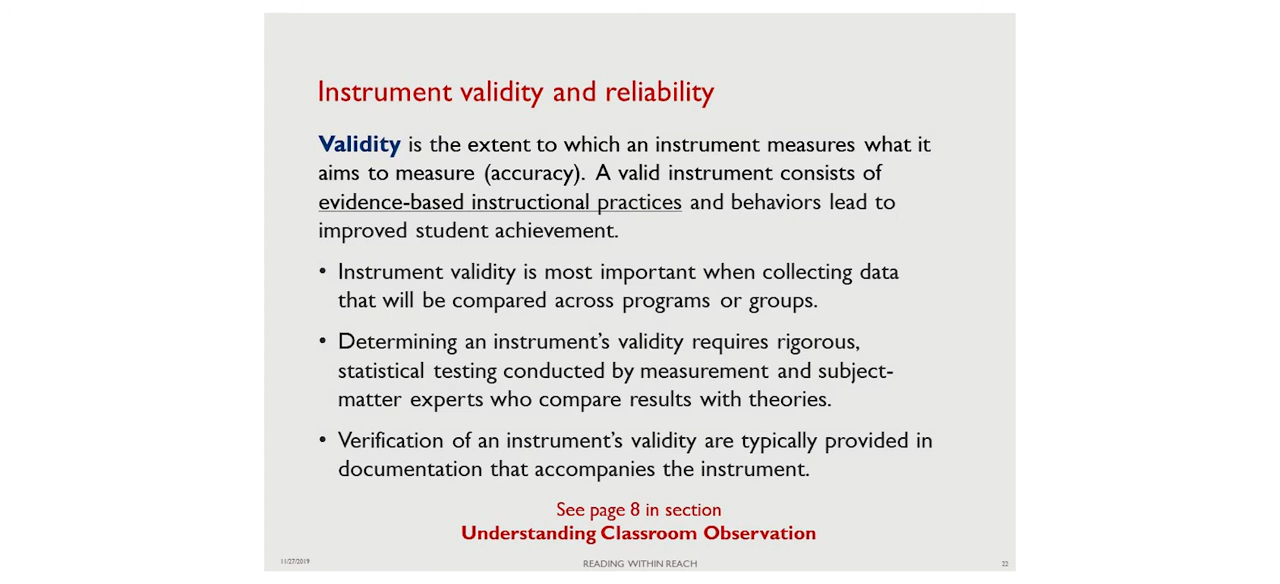 Instrument validity and reliability
Validity is the extent to which an instrument measures what it
aims to measure (accuracy). A valid instrument consists of
evidence-based instructional practices and behaviors lead to
improved student achievement.
• Instrument validity is most important when collecting data
that will be compared across programs or groups.
• Determining an instrument's validity requires rigorous,
statistical testing conducted by measurement and subject-
matter experts who compare results with theories.
• Verification of an instrument's validity are typically provided in
documentation that accompanies the instrument.
See page 8 in section
Understanding Classroom Observation
11/27/2019
READING WITHIN REACH
22